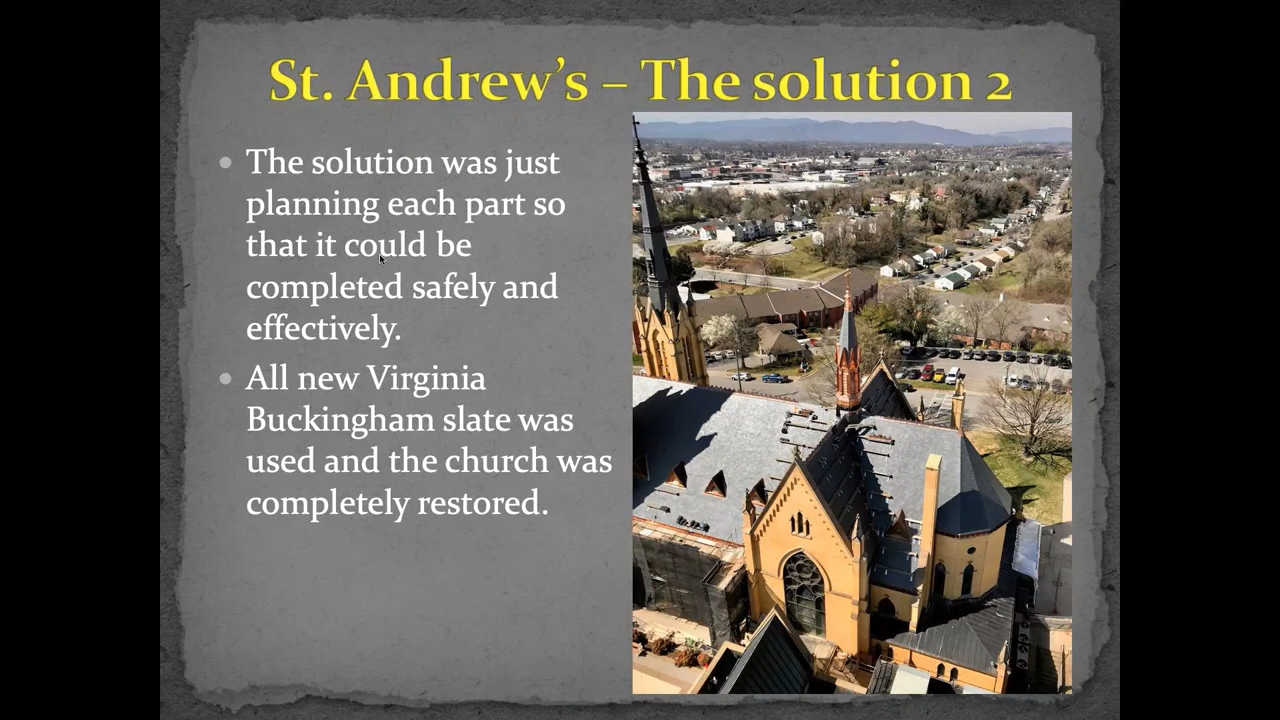 St. Andrew’s – The solution 2
The solution was just
planning each part so
that it could be
completed safely and
effectively.
All new Virginia
Buckingham slate was
used and the church was
completely restored.